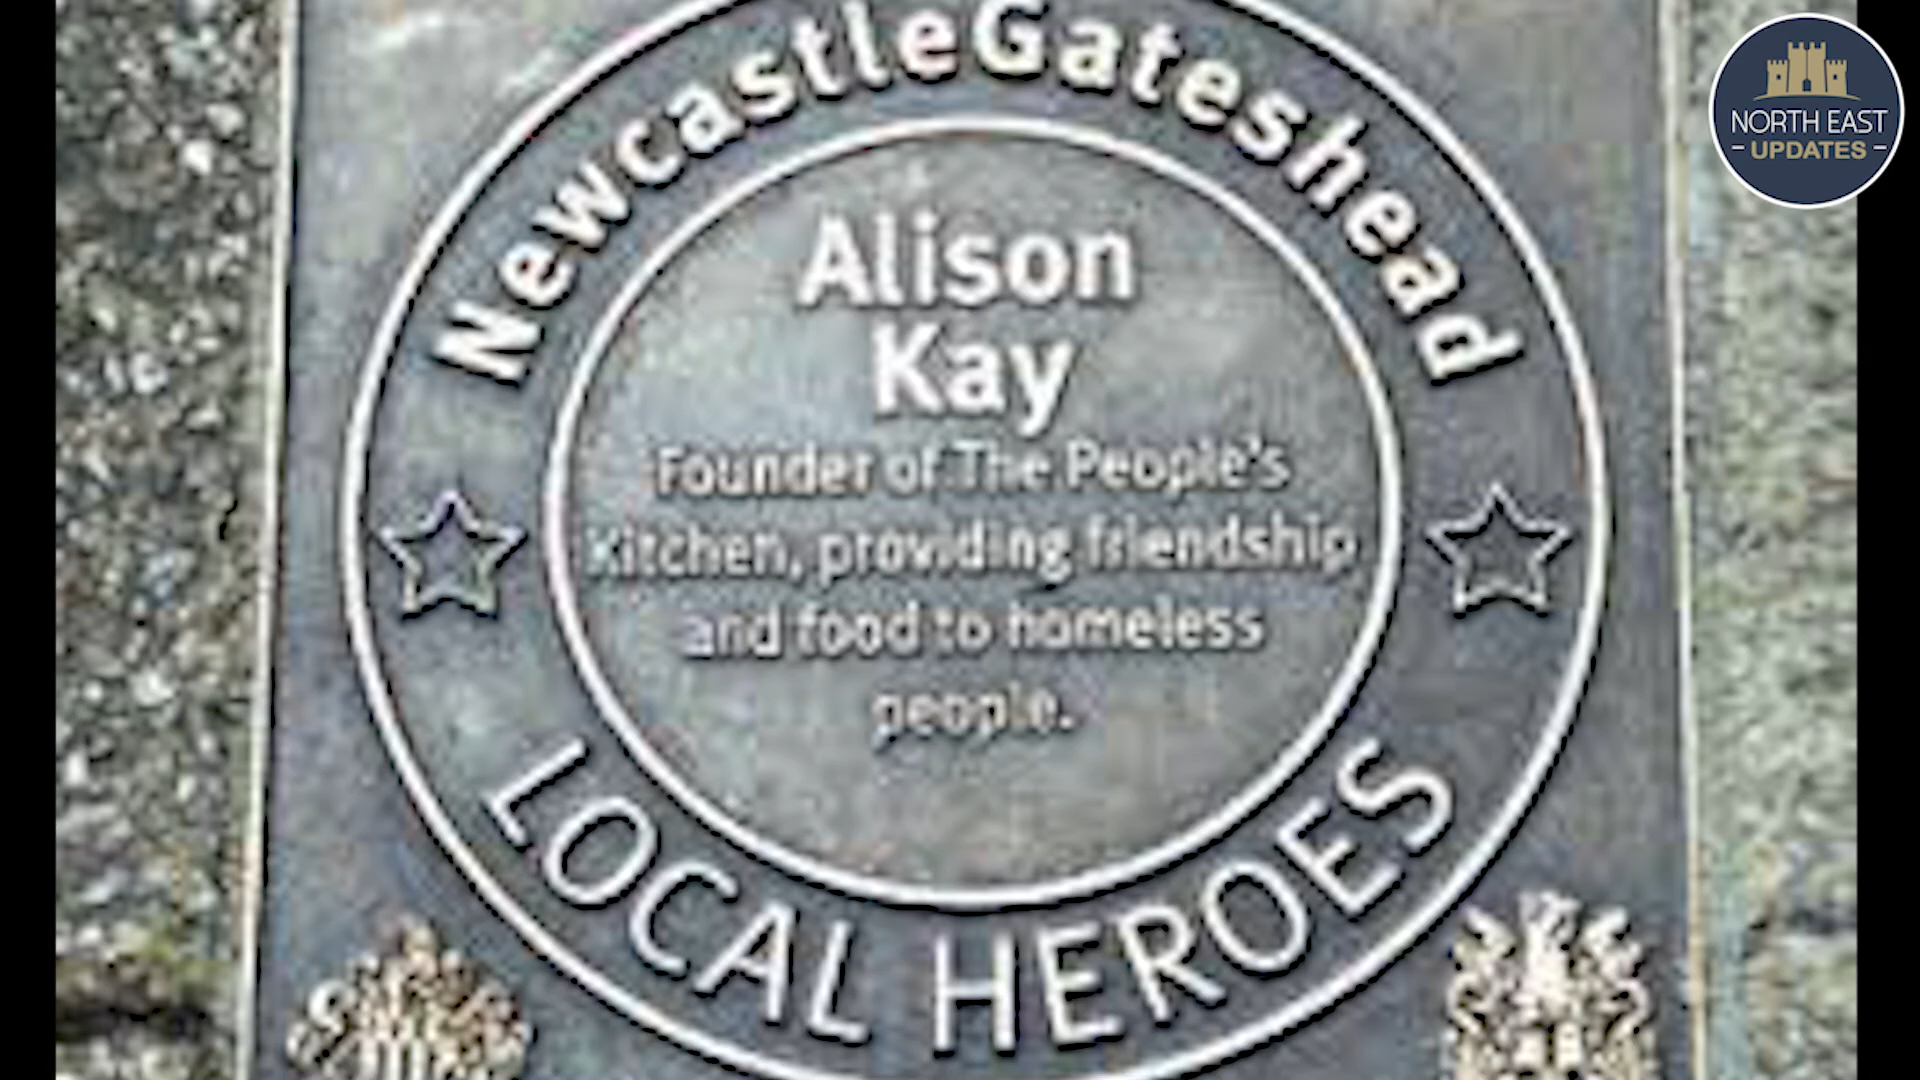 NewcastleGateshead
Alison
Kay
Founder of The People's
Kitchen, providing friendship
and food to homeless
people.
LOCAL HEROES
NORTH EAST
- UPDATES -